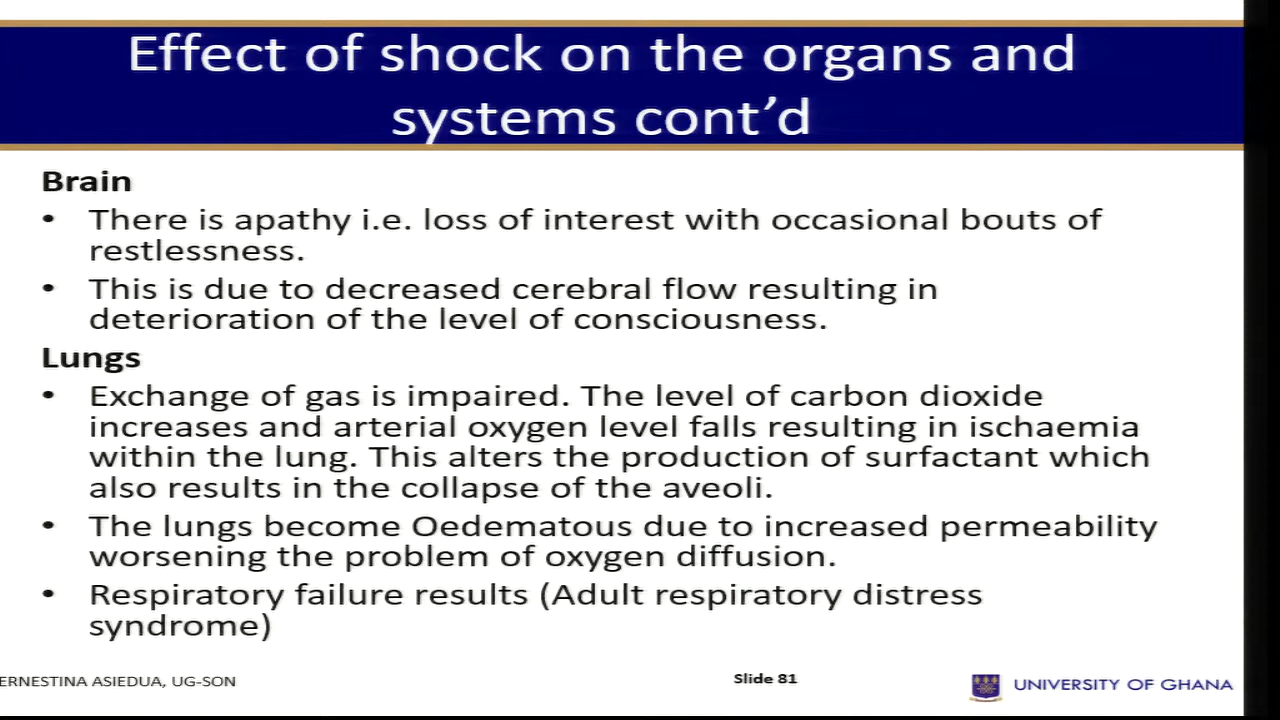 Effect of shock on the organs and
systems cont’d
Brain
• There is apathy i.e. loss of interest with occasional bouts of
restlessness.
• This is due to decreased cerebral flow resulting in
deterioration of the level of consciousness.
Lungs
• Exchange of gas is impaired. The level of carbon dioxide
increases and arterial oxygen level falls resulting in ischaemia
within the lung. This alters the production of surfactant which
also results in the collapse of the aveoli.
• The lungs become Oedematous due to increased permeability
worsening the problem of oxygen diffusion.
• Respiratory failure results (Adult respiratory distress
syndrome)
ERNESTINA ASIEDUA, UG-SON
Slide 81
UNIVERSITY OF GHANA